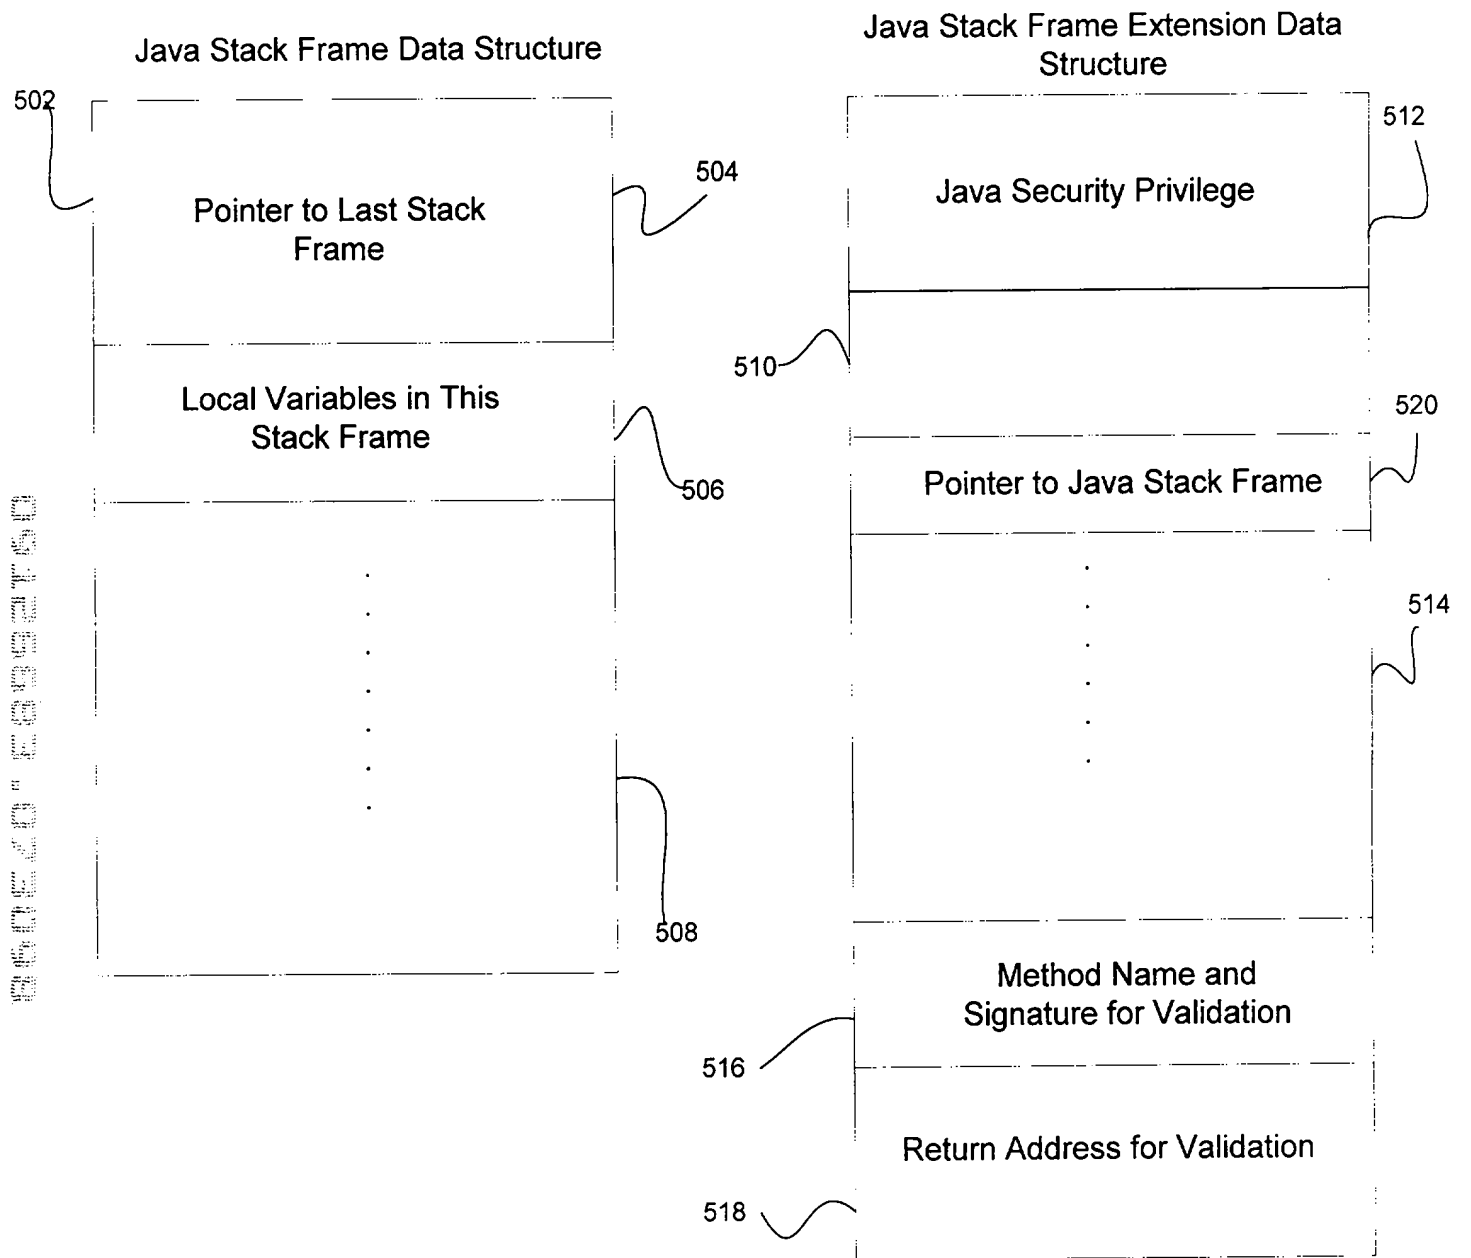 Java Stack Frame Data Structure
Java Stack Frame Extension Data
Structure
502
504
Pointer to Last Stack
Frame
512
Java Security Privilege
510
Local Variables in This
Stack Frame
506
520
Pointer to Java Stack Frame
514
508
Method Name and
Signature for Validation
516
Return Address for Validation
518